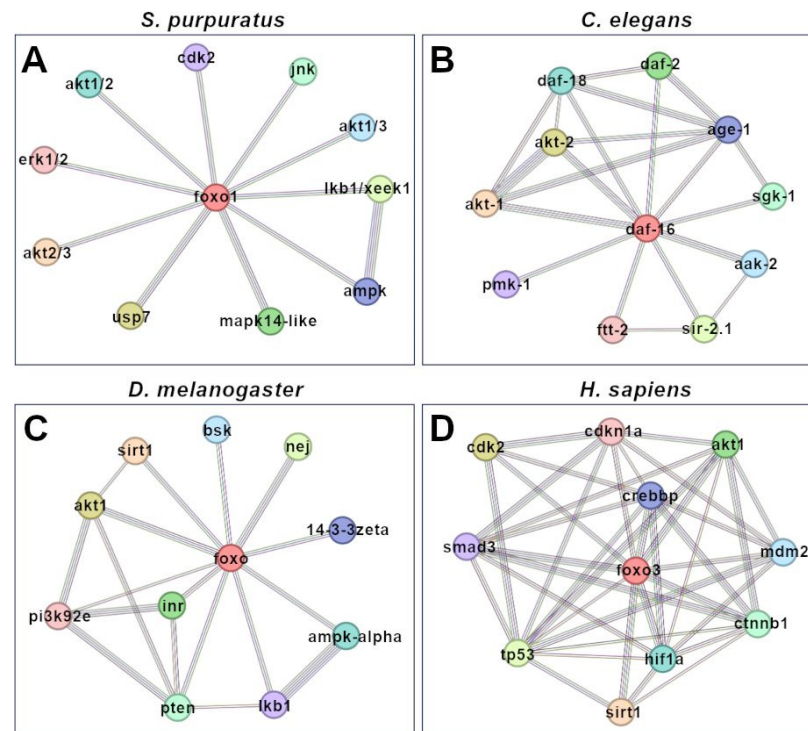 S. purpuratus
C. elegans
A
cdk2
jnk
akt1/2
akt1/3
erk1/2
foxo1
lkb1/xeek1
akt2/3
ampk
usp7
mapk14-like
B
daf-2
daf-18
age-1
akt-2
sgk-1
akt-1
daf-16
aak-2
pmk-1
ftt-2
sir-2.1
D. melanogaster
H. sapiens
C
bsk
sirt1
nej
akt1
14-3-3zeta
foxo
pi3k92e
inr
ampk-alpha
pten
lkb1
D
cdkn1a
cdk2
akt1
crebbp
smad3
mdm2
foxo3
ctnnb1
tp53
hif1a
sirt1